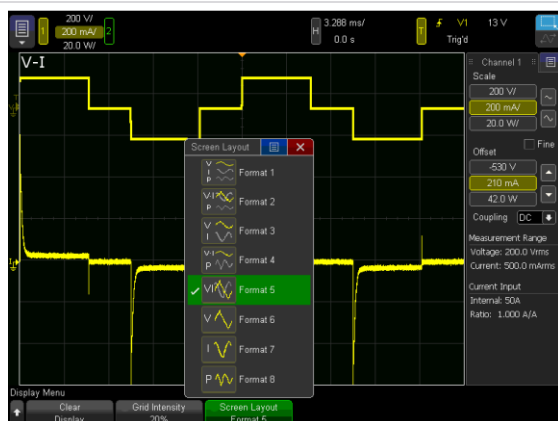 200 V/
1 200 mA/ 2
20.0 W/
H 3.288 ms/
0.0 s
T V1 13 V
Trig'd
V-I
Channel 1
Scale
200 V/
200 mA/
20.0 W/
Fine
Offset
-530 V
210 mA
42.0 W
Coupling DC
Measurement Range
Voltage: 200.0 Vrms
Current: 500.0 mArms
Current Input
Internal: 50A
Ratio: 1.000 A/A
Screen Layout
V I P Format 1
V-I P Format 2
V I Format 3
V-I P Format 4
V-I Format 5
V Format 6
I Format 7
P Format 8
Display Menu
Clear
Display
Grid Intensity
20%
Screen Layout
Format 5